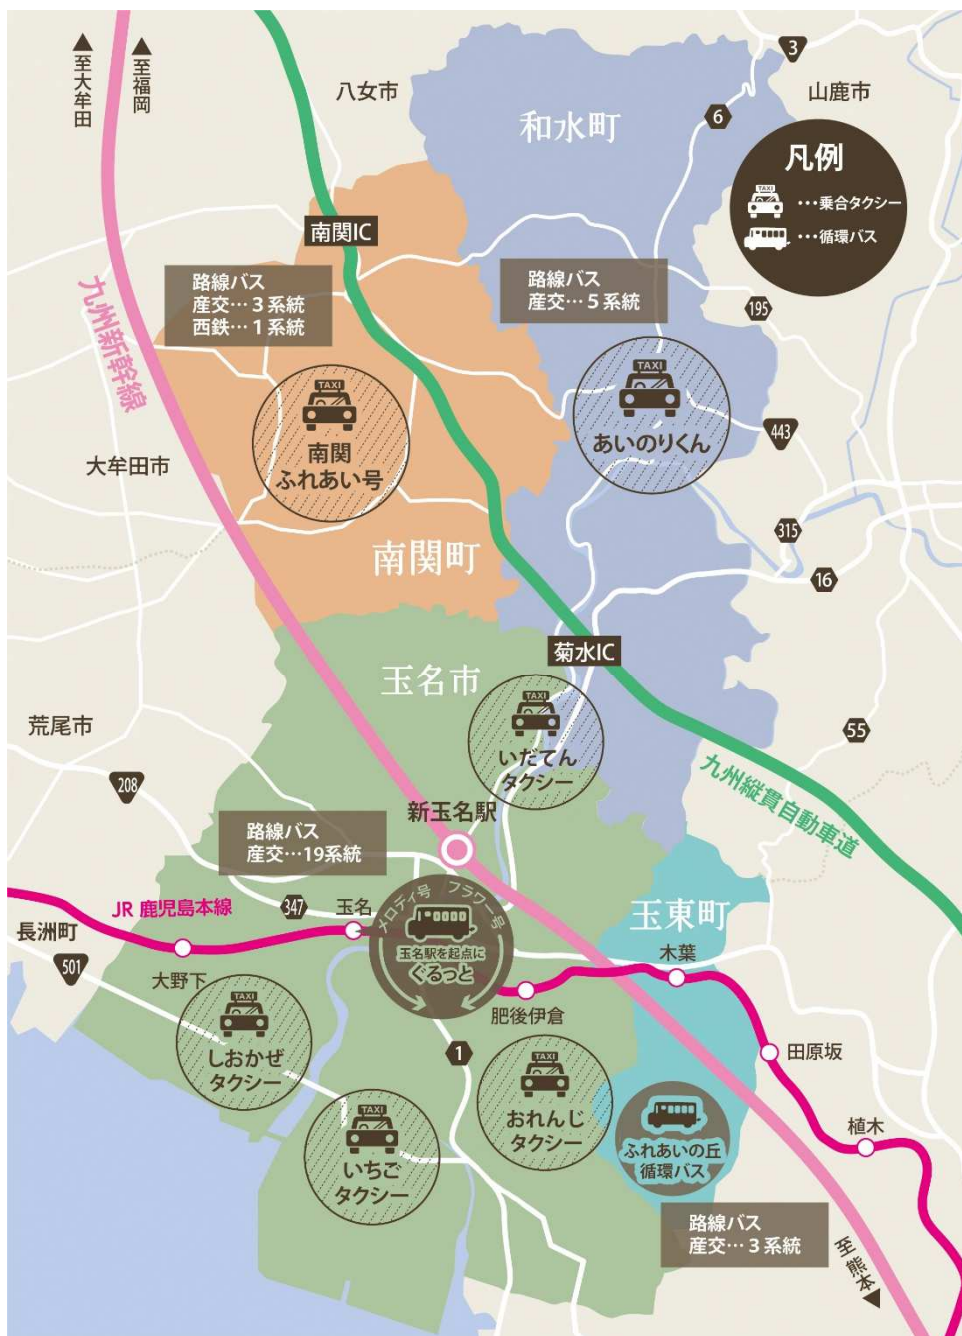 至大牟田
至福岡
八女市
和水町
3
山鹿市
6
凡例
TAXI
…乗合タクシー
…循環バス
南関IC
路線バス
産交…3系統
西鉄…1系統
路線バス
産交…5系統
195
九州新幹線
TAXI
南関
ふれあい号
TAXI
あいのりくん
443
大牟田市
南関町
315
16
菊水IC
玉名市
TAXI
いだてん
タクシー
荒尾市
55
208
九州縦貫自動車道
新玉名駅
路線バス
産交…19系統
メロディ号
フラワー号
玉名駅を起点に
ぐるっと
JR 鹿児島本線
347
玉名
玉東町
長洲町
木葉
501
大野下
肥後伊倉
TAXI
しおかぜ
タクシー
1
田原坂
TAXI
おれんじ
タクシー
TAXI
いちご
タクシー
ふれあいの丘
循環バス
植木
路線バス
産交…3系統
至熊本